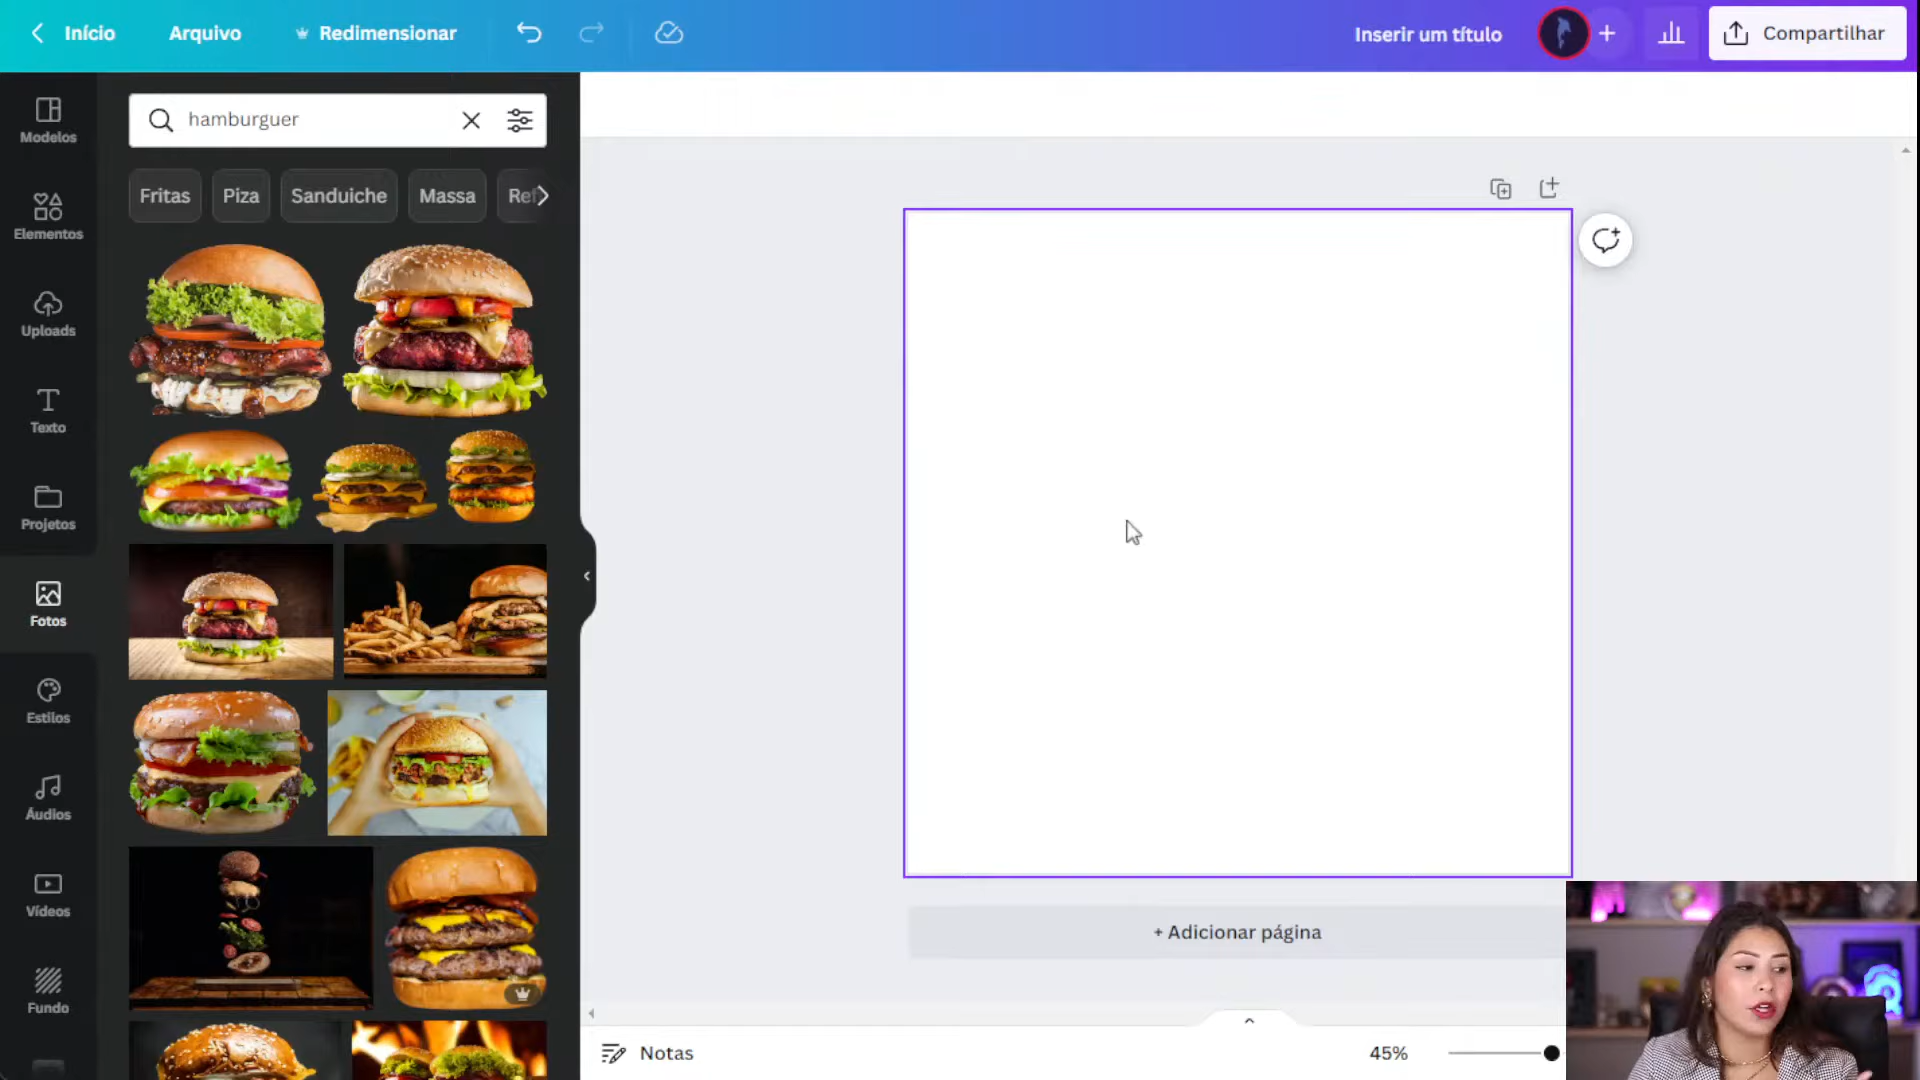 Início
Arquivo
Redimensionar
Inserir um título
Compartilhar
Modelos
Elementos
Uploads
Texto
Projetos
Fotos
Estilos
Áudios
Vídeos
Fundo
hamburguer
Fritas
Piza
Sanduiche
Massa
+ Adicionar página
Notas
45%